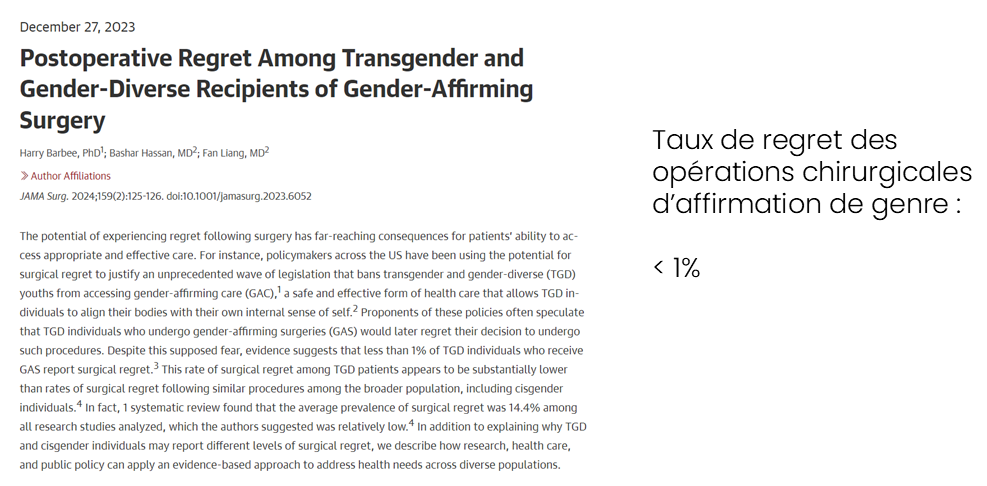 December 27, 2023
Postoperative Regret Among Transgender and
Gender-Diverse Recipients of Gender-Affirming
Surgery
Harry Barbee, PhD1; Bashar Hassan, MD2; Fan Liang, MD2
» Author Affiliations
JAMA Surg. 2024;159(2):125-126. doi:10.1001/jamasurg.2023.6052
The potential of experiencing regret following surgery has far-reaching consequences for patients' ability to ac-
cess appropriate and effective care. For instance, policymakers across the US have been using the potential for
surgical regret to justify an unprecedented wave of legislation that bans transgender and gender-diverse (TGD)
youths from accessing gender-affirming care (GAC),1 a safe and effective form of health care that allows TGD in-
dividuals to align their bodies with their own internal sense of self.2 Proponents of these policies often speculate
that TGD individuals who undergo gender-affirming surgeries (GAS) would later regret their decision to undergo
such procedures. Despite this supposed fear, evidence suggests that less than 1% of TGD individuals who receive
GAS report surgical regret.3 This rate of surgical regret among TGD patients appears to be substantially lower
than rates of surgical regret following similar procedures among the broader population, including cisgender
individuals.4 In fact, 1 systematic review found that the average prevalence of surgical regret was 14.4% among
all research studies analyzed, which the authors suggested was relatively low.4 In addition to explaining why TGD
and cisgender individuals may report different levels of surgical regret, we describe how research, health care,
and public policy can apply an evidence-based approach to address health needs across diverse populations.
Taux de regret des
opérations chirurgicales
d'affirmation de genre :
< 1%